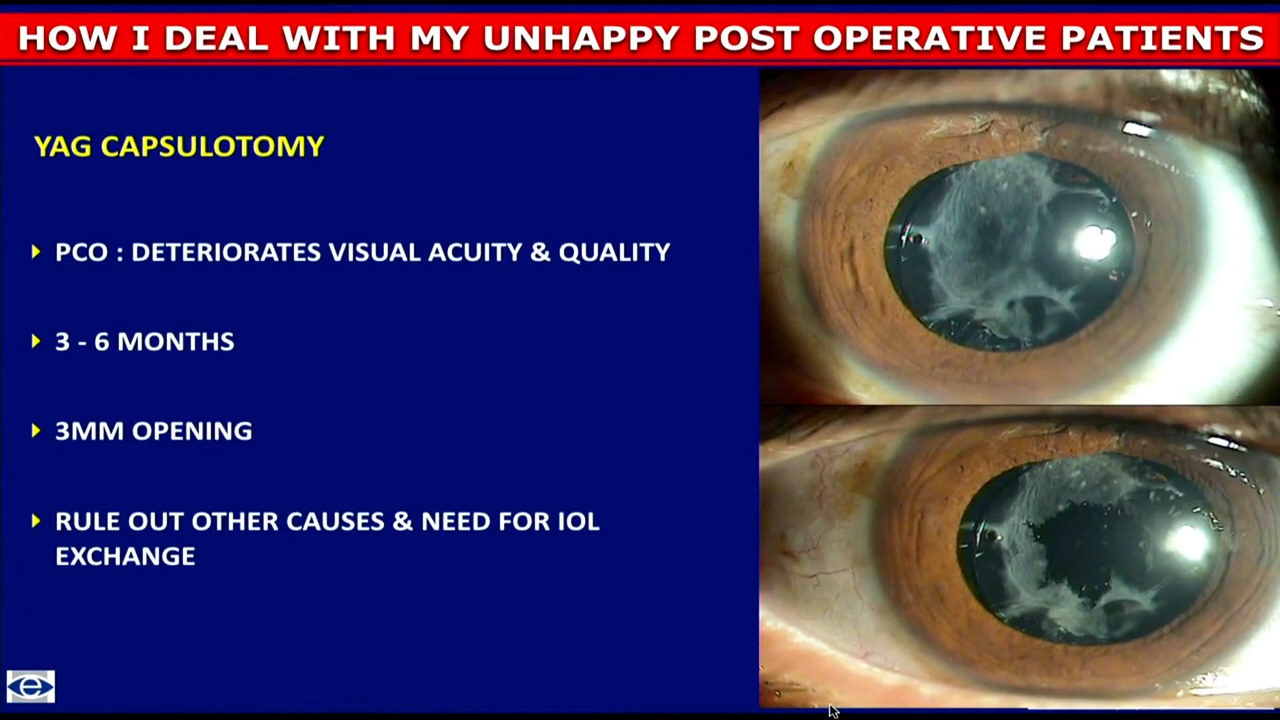 HOW I DEAL WITH MY UNHAPPY POST OPERATIVE PATIENTS
YAG CAPSULOTOMY
PCO : DETERIORATES VISUAL ACUITY & QUALITY
3 - 6 MONTHS
3MM OPENING
RULE OUT OTHER CAUSES & NEED FOR IOL
EXCHANGE
e